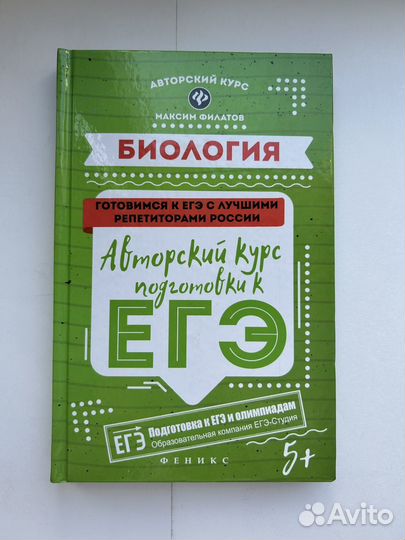 АВТОРСКИЙ КУРС
МАКСИМ ФИЛАТОВ
БИОЛОГИЯ
ГОТОВИМСЯ К ЕГЭ С ЛУЧШИМИ
РЕПЕТИТОРАМИ РОССИИ
Авторский курс
подготовки к
ЕГЭ
ЕГЭ Подготовка к ЕГЭ и олимпиадам
Образовательная компания ЕГЭ-Студия
ФЕНИКС
5+
Avito